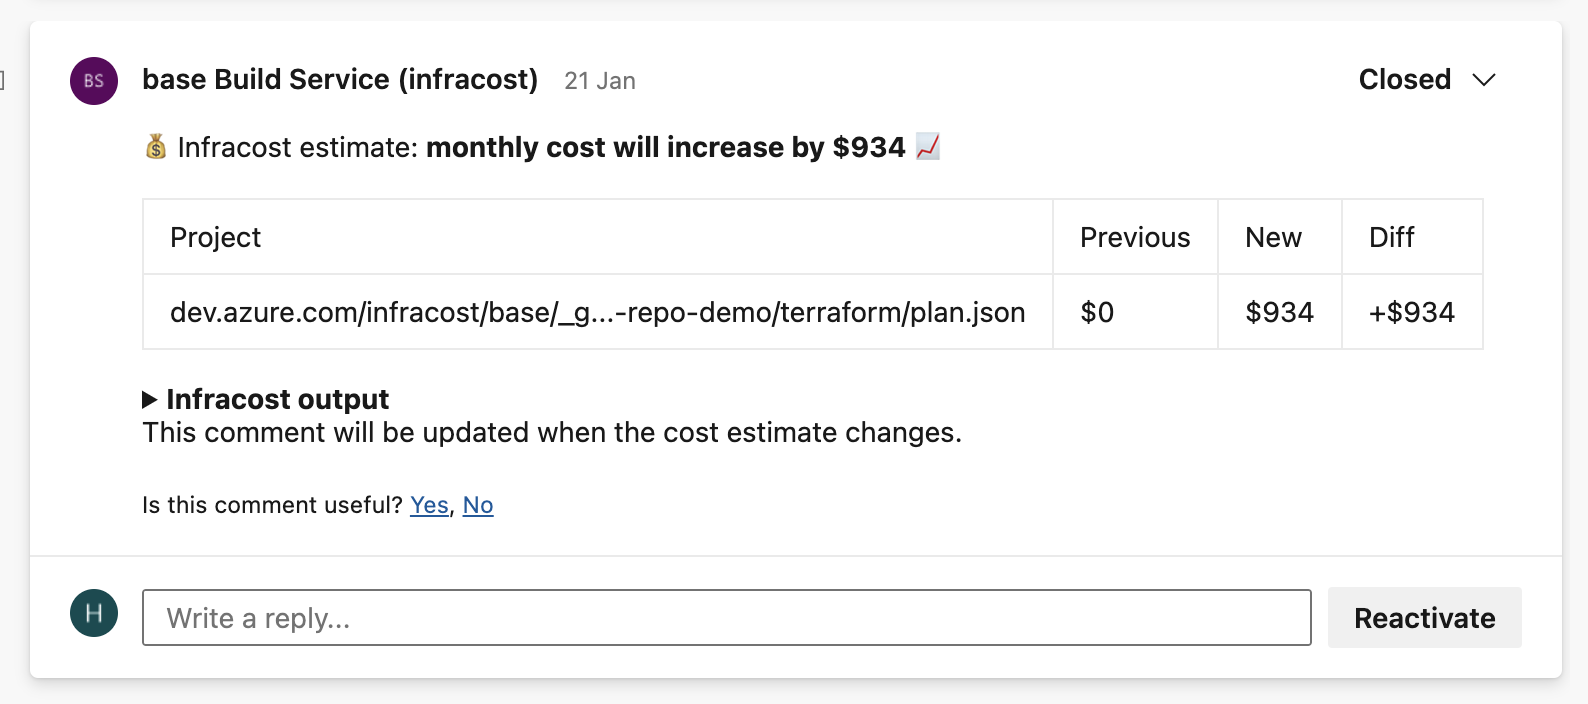 BS
base Build Service (infracost) 21 Jan
Closed
💰 Infracost estimate: monthly cost will increase by $934 📈
Project Previous New Diff
dev.azure.com/infracost/base/_g...-repo-demo/terraform/plan.json $0 $934 +$934
▶ Infracost output
This comment will be updated when the cost estimate changes.
Is this comment useful? Yes, No
H
Write a reply...
Reactivate